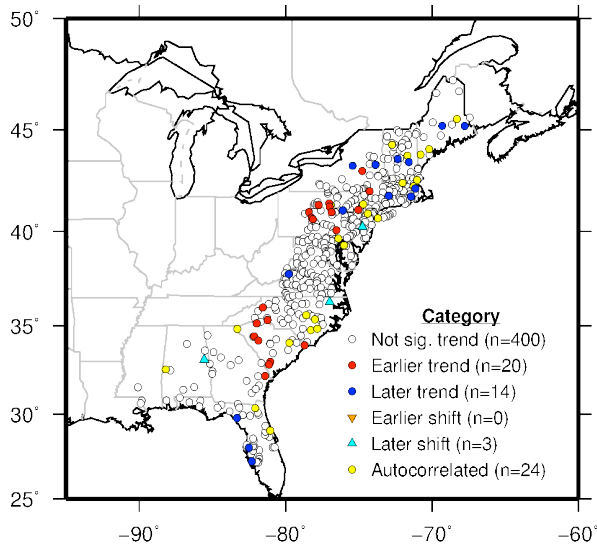 50°
45°
40°
35°
30°
25°
Category
Not sig. trend (n=400)
Earlier trend (n=20)
Later trend (n=14)
Earlier shift (n=0)
Later shift (n=3)
Autocorrelated (n=24)
−90° −80° −70° −60°